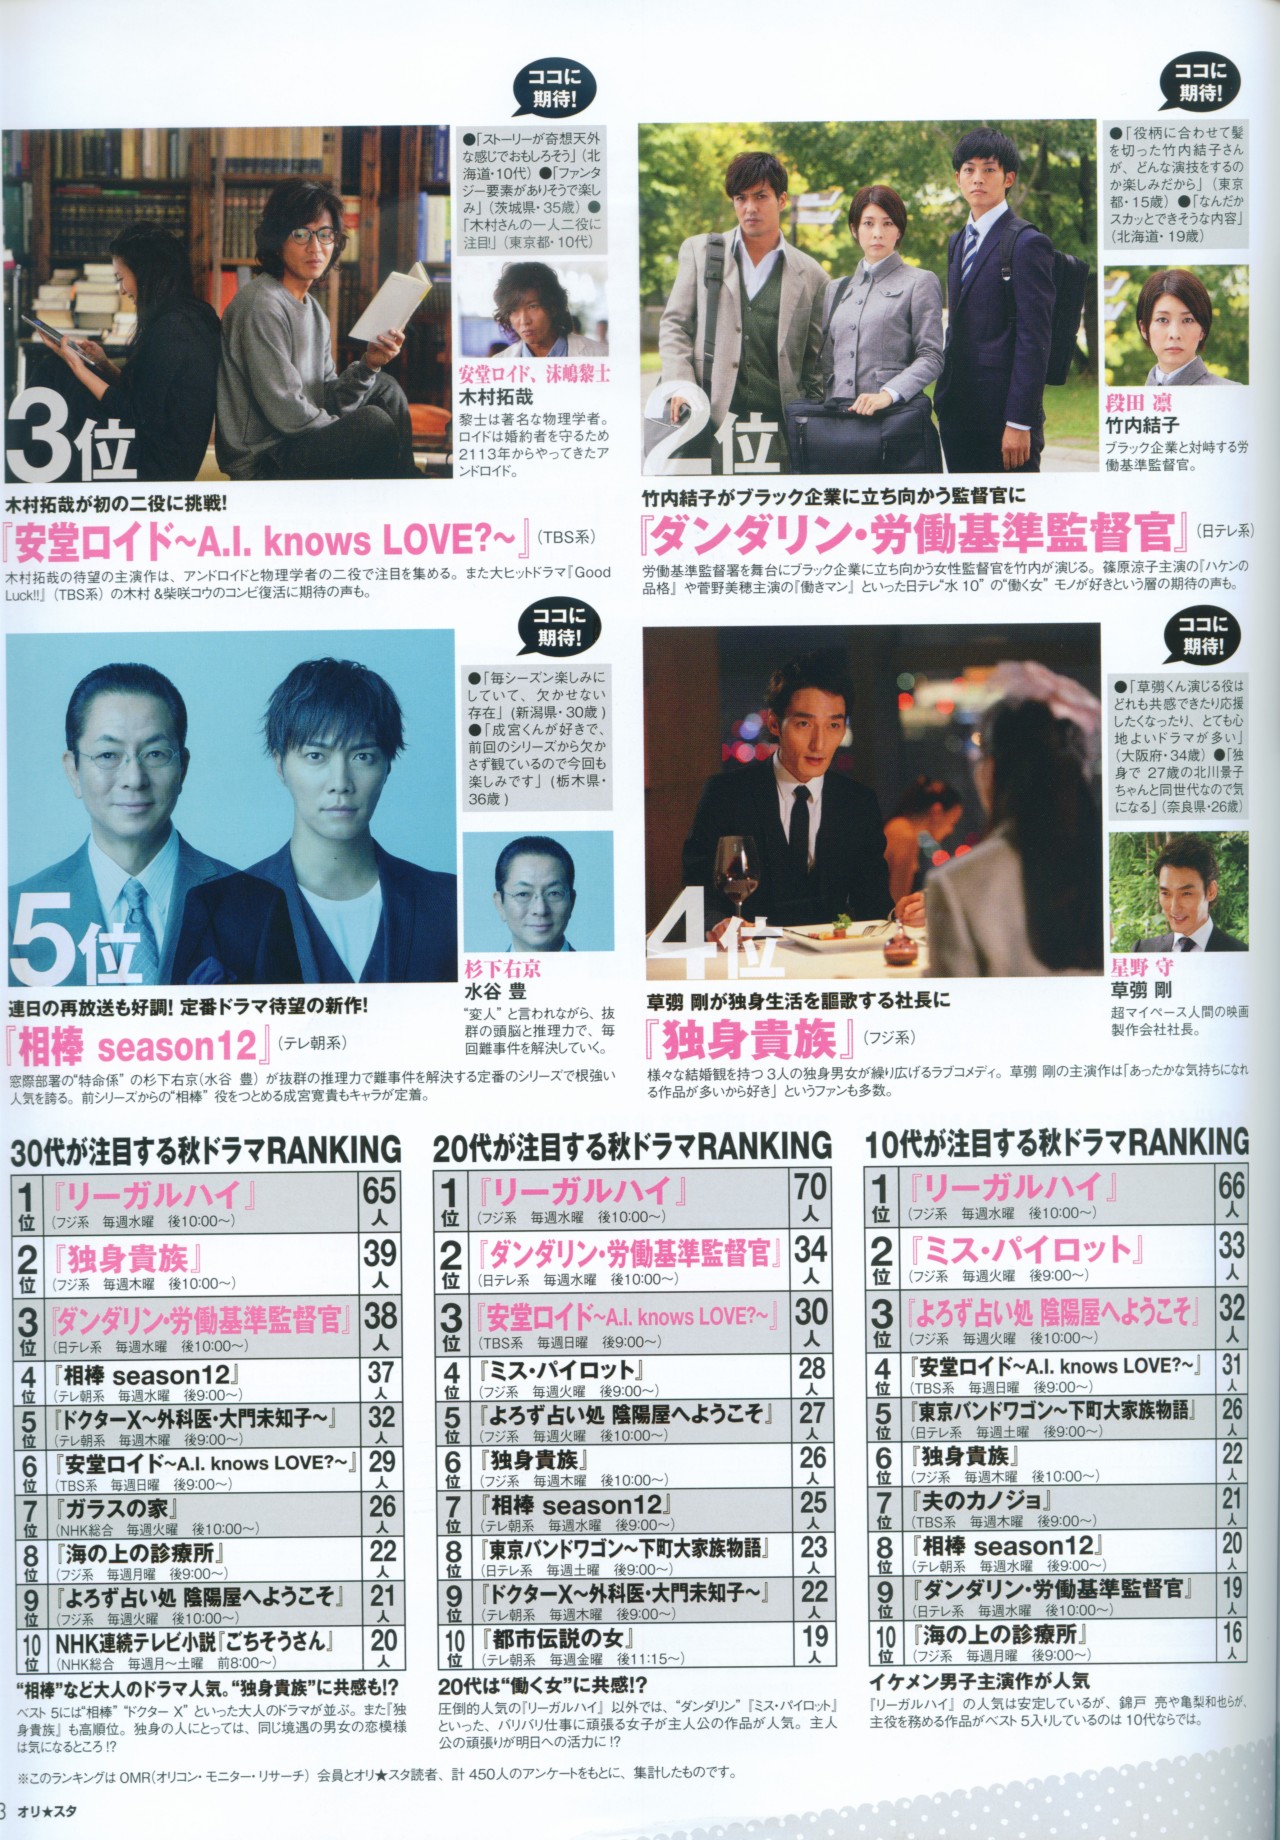 ココに
期待!
●「ストーリーが奇想天外
な感じでおもしろそう」（北
海道・10代）●「ファンタ
ジー要素がありそうで楽し
み」（茨城県・35歳）●
「木村さんの一人二役に
注目!」（東京都・10代）
安堂ロイド、沫嶋黎士
木村拓哉
黎士は著名な物理学者。
ロイドは婚約者を守るため
2113年からやってきたア
ンドロイド。
3位
木村拓哉が初の二役に挑戦!
『安堂ロイド〜A.I. knows LOVE?〜』（TBS系）
木村拓哉の待望の主演作は、アンドロイドと物理学者の二役で注目を集める。また大ヒットドラマ『Good
Luck!!』（TBS系）の木村&柴咲コウのコンビ復活に期待の声も。
ココに
期待!
●「役柄に合わせて髪
を切った竹内結子さん
が、どんな演技をするの
か楽しみだから」（東京
都・15歳）●「なんだか
スカッとできそうな内容」
（北海道・19歳）
段田 凛
竹内結子
ブラック企業と対峙する労
働基準監督官。
2位
竹内結子がブラック企業に立ち向かう監督官に
『ダンダリン・労働基準監督官』（日テレ系）
労働基準監督署を舞台にブラック企業に立ち向かう女性監督官を竹内が演じる。篠原涼子主演の『ハケンの
品格』や菅野美穂主演の『働きマン』といった日テレ“水10”の“働く女”モノが好きという層の期待の声も。
ココに
期待!
●「毎シーズン楽しみに
していて、欠かせない
存在」（新潟県・30歳）
●「成宮くんが好きで、
前回のシリーズから欠か
さず観ているので今回も
楽しみです」（栃木県・
36歳）
杉下右京
水谷 豊
“変人”と言われながら、抜
群の頭脳と推理力で、毎
回難事件を解決していく。
5位
連日の再放送も好調! 定番ドラマ待望の新作!
『相棒 season12』（テレ朝系）
窓際部署の“特命係”の杉下右京（水谷 豊）が抜群の推理力で難事件を解決する定番のシリーズで根強い
人気を誇る。前シリーズからの“相棒”役をつとめる成宮寛貴もキャラが定着。
ココに
期待!
●「草彅くん演じる役は
どれも共感できたり応援
したくなったり、とても心
地よいドラマが多い」
（大阪府・34歳）●「独
身で27歳の北川景子
ちゃんと同世代なので気
になる」（奈良県・26歳）
星野 守
草彅 剛
超マイペース人間の映画
製作会社社長。
4位
草彅 剛が独身生活を謳歌する社長に
『独身貴族』（フジ系）
様々な結婚観を持つ3人の独身男女が繰り広げるラブコメディ。草彅 剛の主演作は「あったかな気持ちになれ
る作品が多いから好き」というファンも多数。
30代が注目する秋ドラマRANKING
1位 『リーガルハイ』 65人
（フジ系 毎週水曜 後10:00〜）
2位 『独身貴族』 39人
（フジ系 毎週木曜 後10:00〜）
3位 『ダンダリン・労働基準監督官』 38人
（日テレ系 毎週水曜 後10:00〜）
4位 『相棒 season12』 37人
（テレ朝系 毎週水曜 後9:00〜）
5位 『ドクターX〜外科医・大門未知子〜』 32人
（テレ朝系 毎週木曜 後9:00〜）
6位 『安堂ロイド〜A.I. knows LOVE?〜』 29人
（TBS系 毎週日曜 後9:00〜）
7位 『ガラスの家』 26人
（NHK総合 毎週火曜 後10:00〜）
8位 『海の上の診療所』 22人
（フジ系 毎週月曜 後9:00〜）
9位 『よろず占い処 陰陽屋へようこそ』 21人
（フジ系 毎週火曜 後10:00〜）
10位 NHK連続テレビ小説『ごちそうさん』 20人
（NHK総合 毎週月〜土曜 前8:00〜）
“相棒”など大人のドラマ人気。“独身貴族”に共感も!?
ベスト5には“相棒”“ドクターX”といった大人のドラマが並ぶ。また『独
身貴族』も高順位。独身の人にとっては、同じ境遇の男女の恋模様
は気になるところ!?
20代が注目する秋ドラマRANKING
1位 『リーガルハイ』 70人
（フジ系 毎週水曜 後10:00〜）
2位 『ダンダリン・労働基準監督官』 34人
（日テレ系 毎週水曜 後10:00〜）
3位 『安堂ロイド〜A.I. knows LOVE?〜』 30人
（TBS系 毎週日曜 後9:00〜）
4位 『ミス・パイロット』 28人
（フジ系 毎週火曜 後9:00〜）
5位 『よろず占い処 陰陽屋へようこそ』 27人
（フジ系 毎週火曜 後10:00〜）
6位 『独身貴族』 26人
（フジ系 毎週木曜 後10:00〜）
7位 『相棒 season12』 25人
（テレ朝系 毎週水曜 後9:00〜）
8位 『東京バンドワゴン〜下町大家族物語』 23人
（日テレ系 毎週土曜 後9:00〜）
9位 『ドクターX〜外科医・大門未知子〜』 22人
（テレ朝系 毎週木曜 後9:00〜）
10位 『都市伝説の女』 19人
（テレ朝系 毎週金曜 後11:15〜）
20代は“働く女”に共感!?
圧倒的人気の『リーガルハイ』以外では、“ダンダリン”『ミス・パイロット』
といった、バリバリ仕事に頑張る女子が主人公の作品が人気。主人
公の頑張りが明日への活力に!?
10代が注目する秋ドラマRANKING
1位 『リーガルハイ』 66人
（フジ系 毎週水曜 後10:00〜）
2位 『ミス・パイロット』 33人
（フジ系 毎週火曜 後9:00〜）
3位 『よろず占い処 陰陽屋へようこそ』 32人
（フジ系 毎週火曜 後10:00〜）
4位 『安堂ロイド〜A.I. knows LOVE?〜』 31人
（TBS系 毎週日曜 後9:00〜）
5位 『東京バンドワゴン〜下町大家族物語』 26人
（日テレ系 毎週土曜 後9:00〜）
6位 『独身貴族』 22人
（フジ系 毎週木曜 後10:00〜）
7位 『夫のカノジョ』 21人
（TBS系 毎週木曜 後9:00〜）
8位 『相棒 season12』 20人
（テレ朝系 毎週水曜 後9:00〜）
9位 『ダンダリン・労働基準監督官』 19人
（日テレ系 毎週水曜 後10:00〜）
10位 『海の上の診療所』 16人
（フジ系 毎週月曜 後9:00〜）
イケメン男子主演作が人気
『リーガルハイ』の人気は安定しているが、錦戸 亮や亀梨和也らが、
主役を務める作品がベスト5入りしているのは10代ならでは。
※このランキングはOMR（オリコン・モニター・リサーチ）会員とオリ★スタ読者、計450人のアンケートをもとに、集計したものです。
オリ★スタ